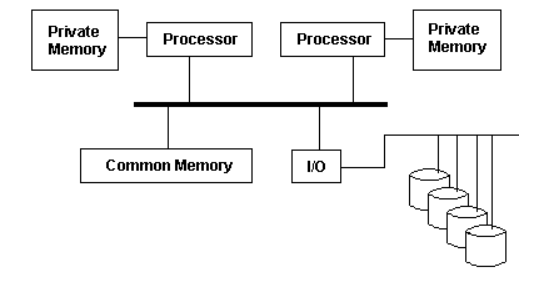 Private
Memory
Processor
Processor
Private
Memory
Common Memory
I/O